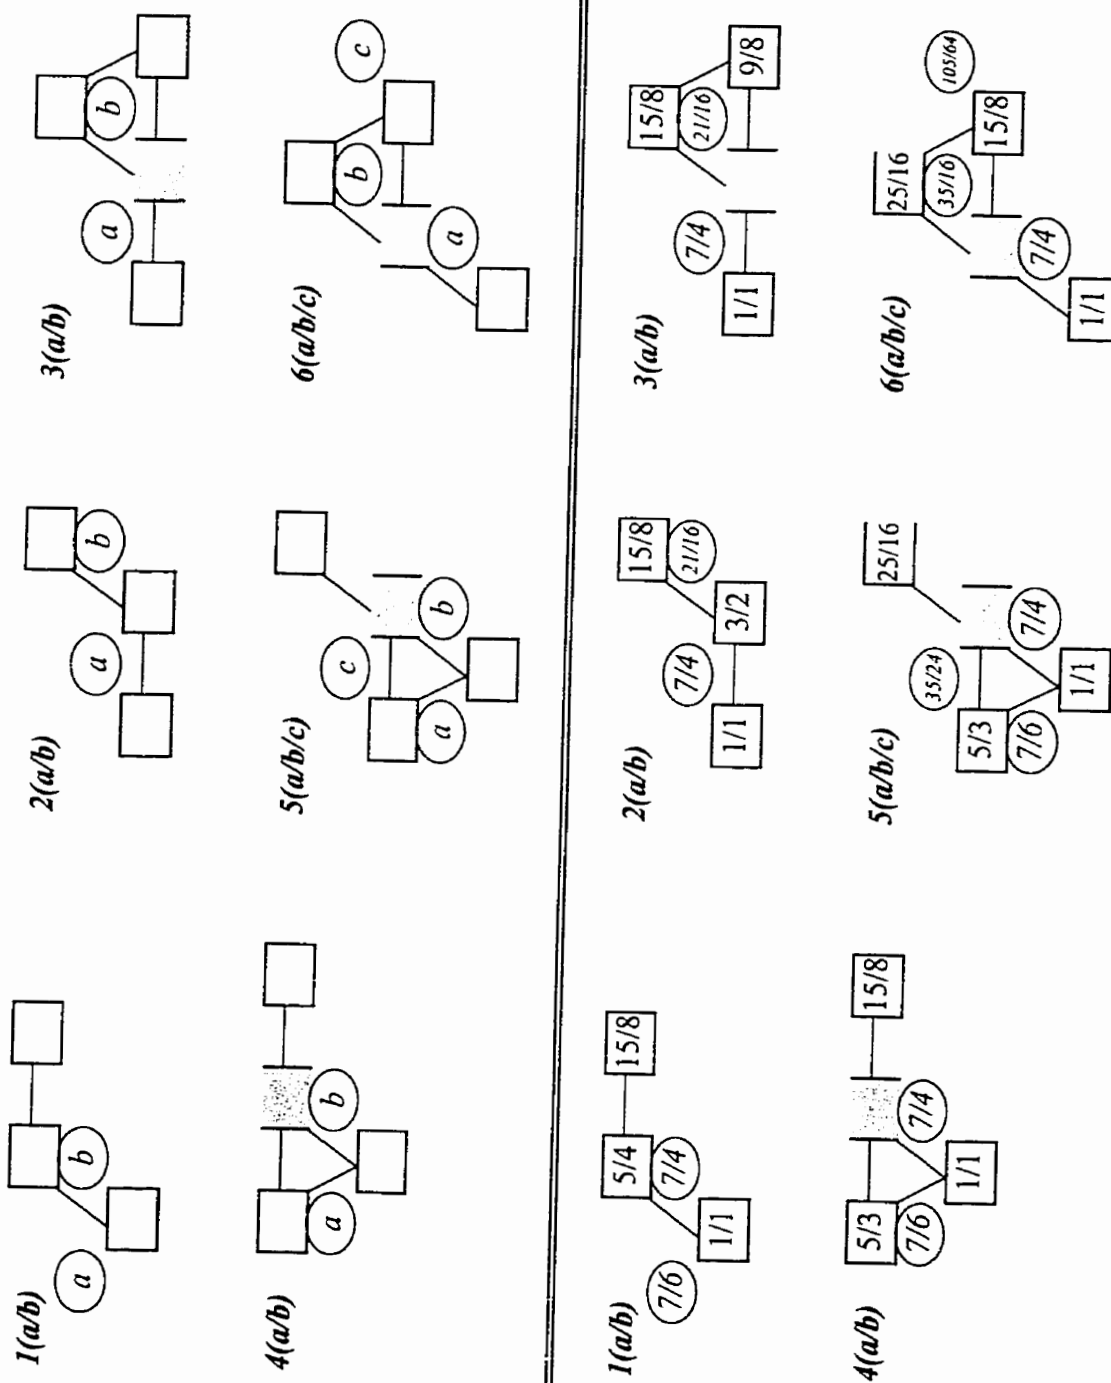 1(a/b)
a
b
2(a/b)
a
b
3(a/b)
a
b
4(a/b)
a
b
5(a/b/c)
c
a
b
6(a/b/c)
b
c
a
1(a/b)
5/4
15/8
7/6
7/4
1/1
2(a/b)
15/8
7/4
21/16
1/1
3/2
3(a/b)
15/8
7/4
21/16
1/1
9/8
4(a/b)
5/3
15/8
7/6
7/4
1/1
5(a/b/c)
25/16
35/24
5/3
7/6
7/4
1/1
6(a/b/c)
25/16
105/64
35/16
15/8
7/4
1/1